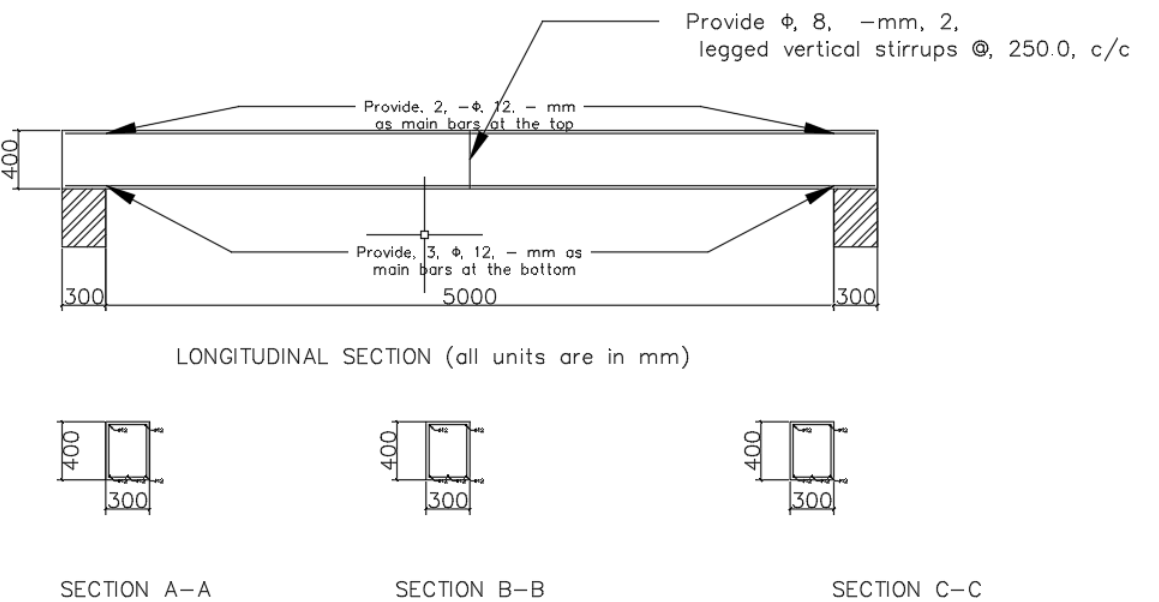 Provide Φ, 8, -mm, 2,
legged vertical stirrups @, 250.0, c/c
Provide, 2, -Φ, 12, - mm
as main bars at the top
400
Provide, 3, Φ, 12, - mm as
main bars at the bottom
300 5000 300
LONGITUDINAL SECTION (all units are in mm)
400 400 400
300 300 300
SECTION A-A SECTION B-B SECTION C-C